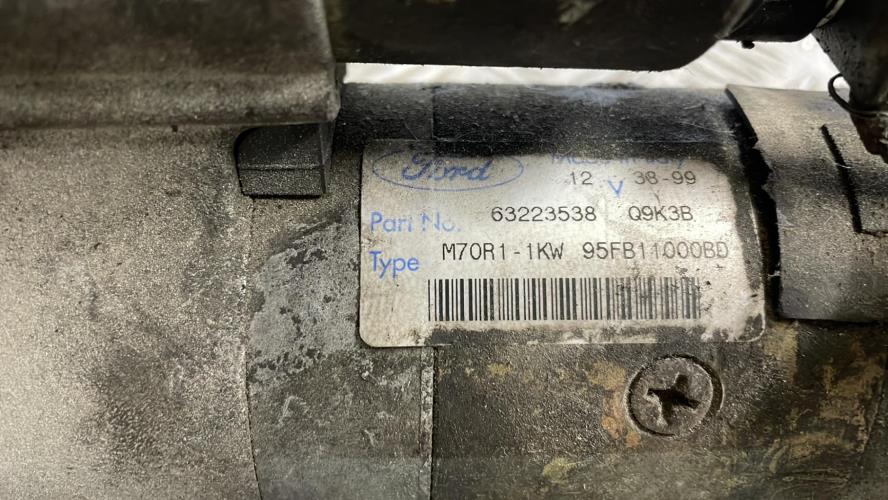 Ford
12 V 38-99
Part No. 63223538 Q9K3B
Type M70R1-1KW 95FB11000BD